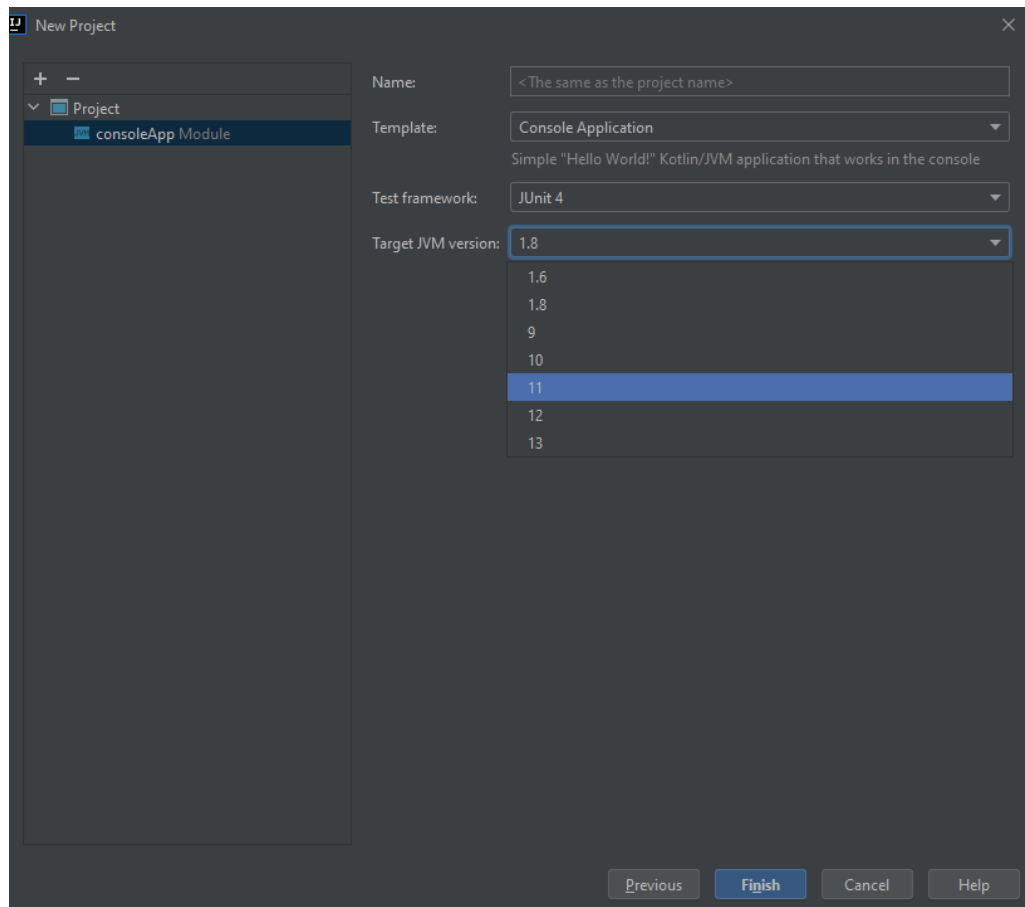 IJ New Project
+ −
Project
JVM consoleApp Module
Name: <The same as the project name>
Template: Console Application
Simple "Hello World!" Kotlin/JVM application that works in the console
Test framework: JUnit 4
Target JVM version: 1.8
1.6
1.8
9
10
11
12
13
Previous Finish Cancel Help